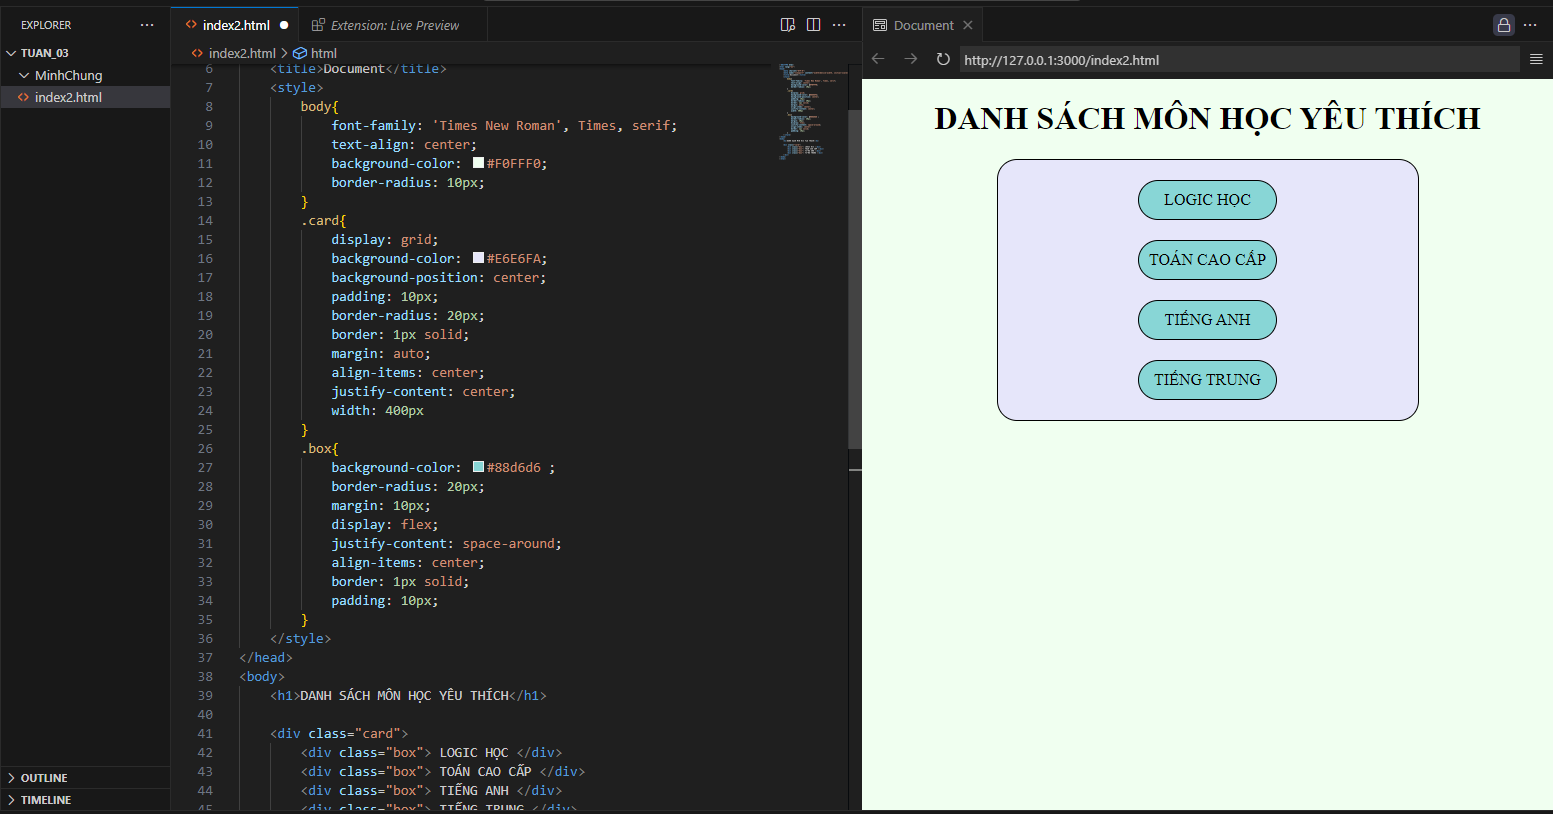 EXPLORER
TUAN_03
MinhChung
index2.html
OUTLINE
TIMELINE
index2.html
Extension: Live Preview
index2.html > html
6 <title>Document</title>
7 <style>
8 body{
9 font-family: 'Times New Roman', Times, serif;
10 text-align: center;
11 background-color: #F0FFF0;
12 border-radius: 10px;
13 }
14 .card{
15 display: grid;
16 background-color: #E6E6FA;
17 background-position: center;
18 padding: 10px;
19 border-radius: 20px;
20 border: 1px solid;
21 margin: auto;
22 align-items: center;
23 justify-content: center;
24 width: 400px
25 }
26 .box{
27 background-color: #88d6d6 ;
28 border-radius: 20px;
29 margin: 10px;
30 display: flex;
31 justify-content: space-around;
32 align-items: center;
33 border: 1px solid;
34 padding: 10px;
35 }
36 </style>
37 </head>
38 <body>
39 <h1>DANH SÁCH MÔN HỌC YÊU THÍCH</h1>
40
41 <div class="card">
42 <div class="box"> LOGIC HỌC </div>
43 <div class="box"> TOÁN CAO CẤP </div>
44 <div class="box"> TIẾNG ANH </div>
45 <div class="box"> TIẾNG TRUNG </div>
Document
http://127.0.0.1:3000/index2.html
DANH SÁCH MÔN HỌC YÊU THÍCH
LOGIC HỌC
TOÁN CAO CẤP
TIẾNG ANH
TIẾNG TRUNG